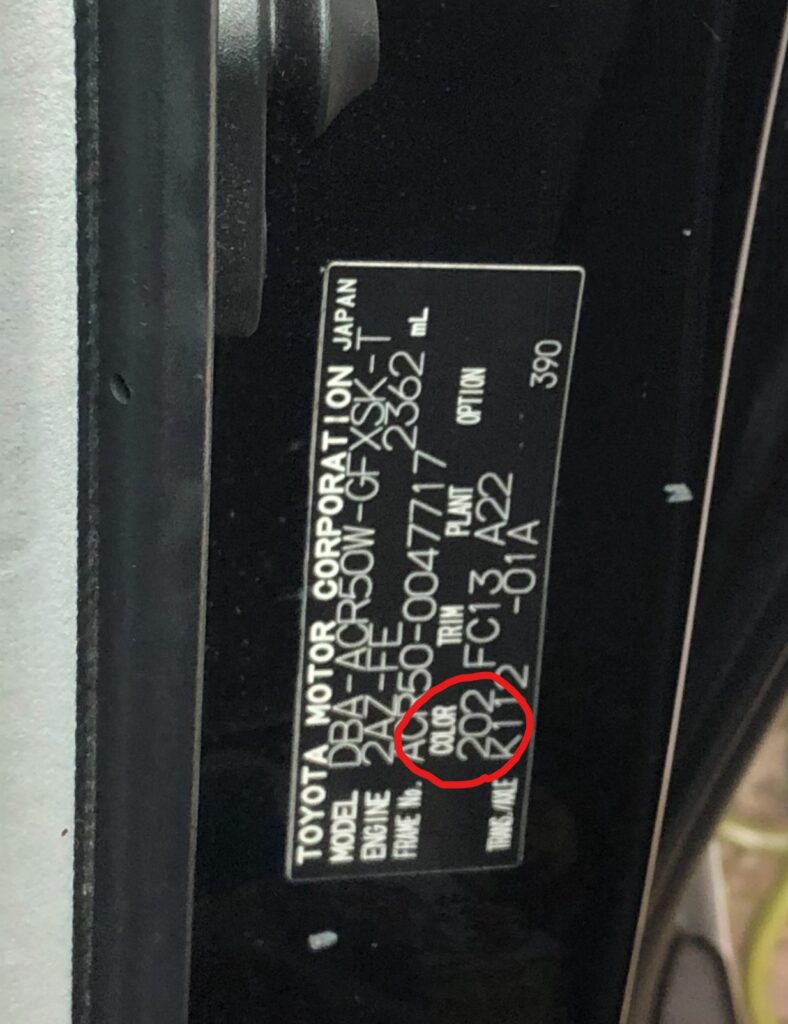 TOYOTA MOTOR CORPORATION JAPAN
MODEL DBA-ACR50W-GFXSK-T
ENGINE 2AZ-FE 2362 mL
FRAME No. ACR50-0047717
COLOR TRIM PLANT OPTION
202 FC13 A22
TRANS./AXLE K112 -01A 390